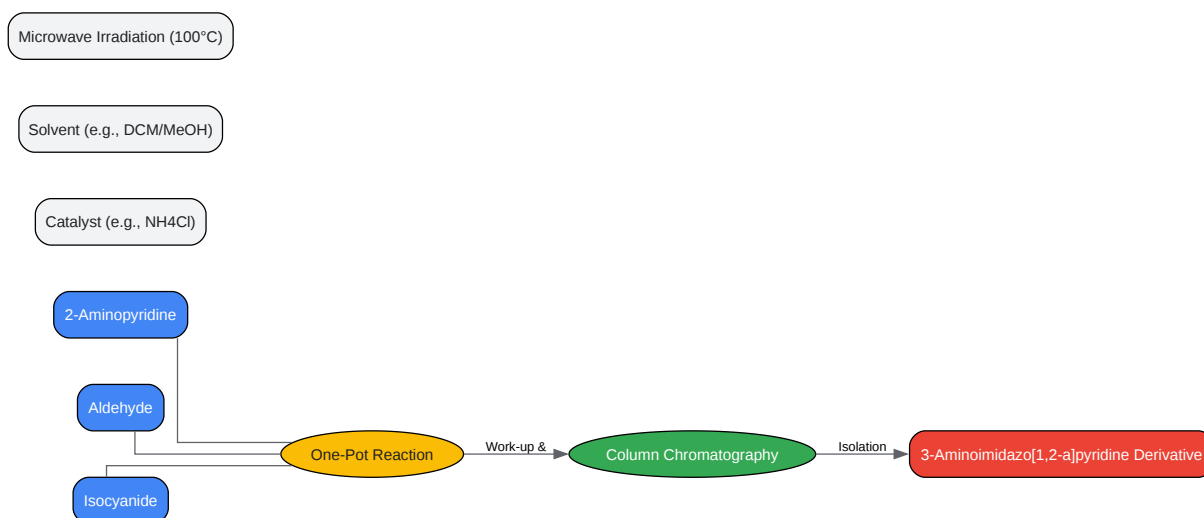 Microwave Irradiation (100°C)
Solvent (e.g., DCM/MeOH)
Catalyst (e.g., NH4Cl)
2-Aminopyridine
Aldehyde
Isocyanide
One-Pot Reaction
Work-up &
Column Chromatography
Isolation
3-Aminoimidazo[1,2-a]pyridine Derivative